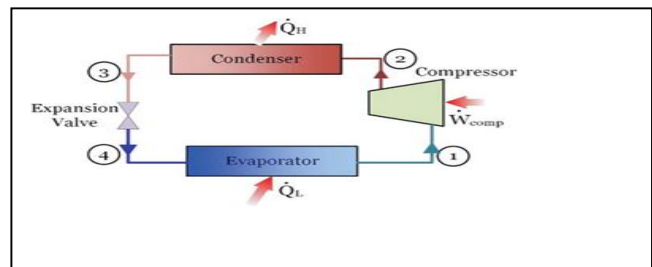 Q̇H
Condenser
2
3
Compressor
Expansion
Valve
Ẇcomp
4
Evaporator
1
Q̇L